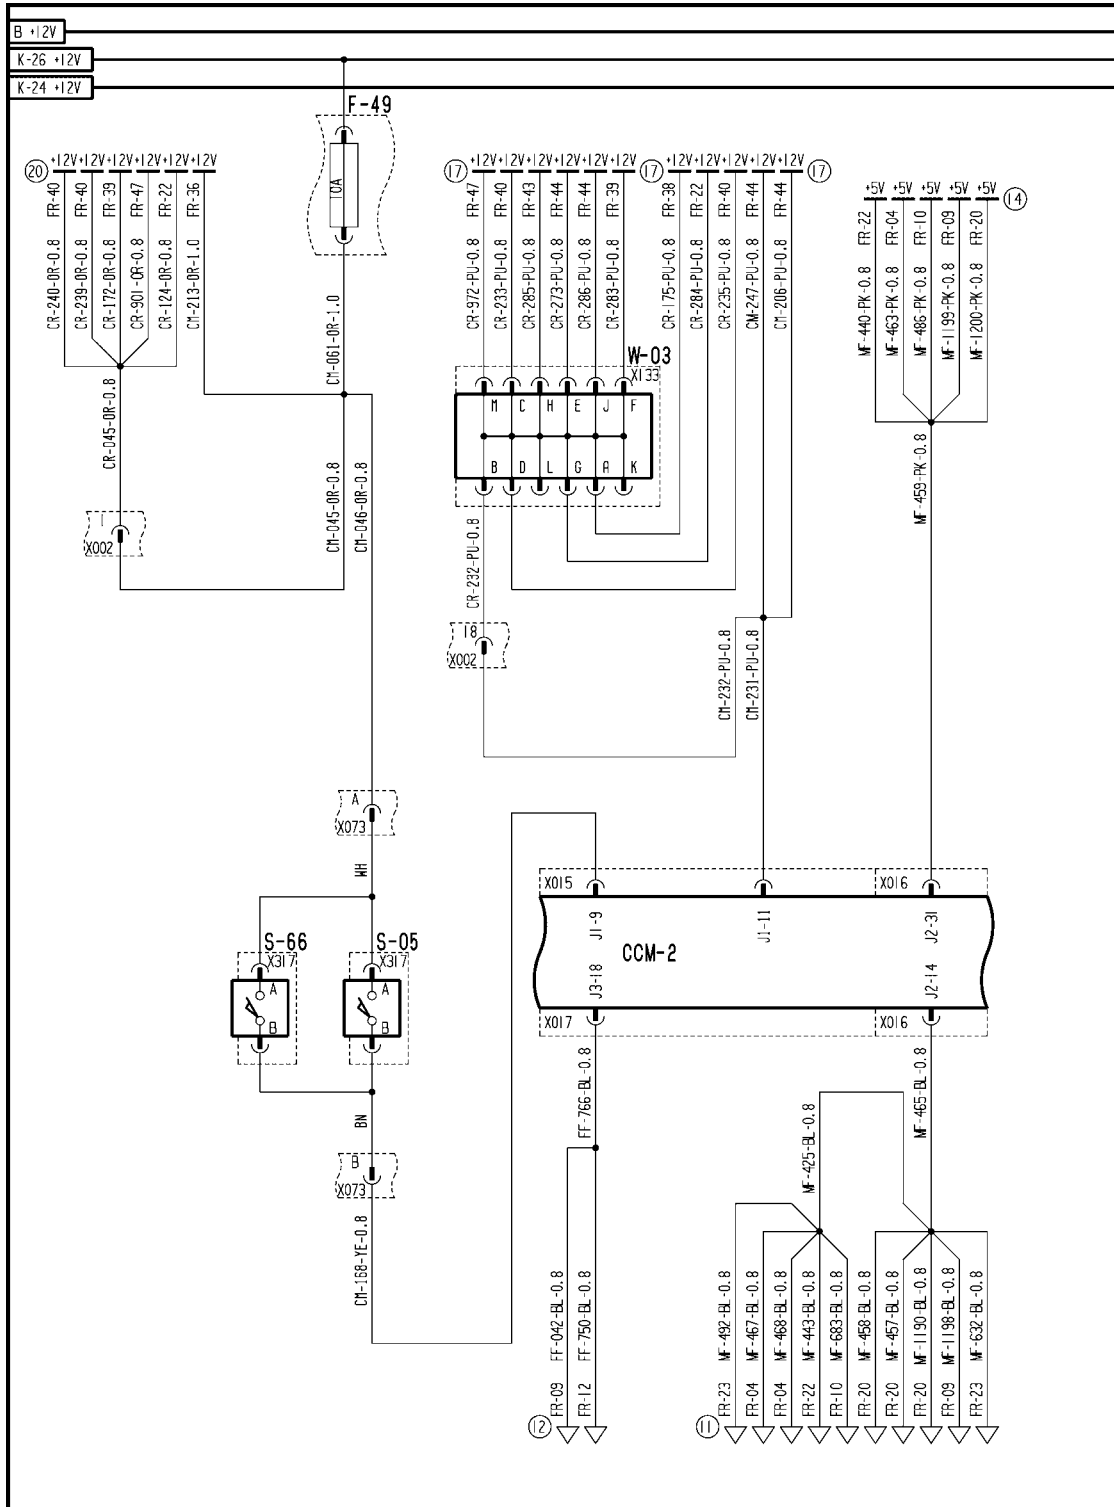 B +12V
K-26 +12V
K-24 +12V
F-49
10A
20
+12V +12V +12V +12V +12V +12V
FR-40
FR-40
FR-39
FR-47
FR-22
FR-36
CR-240-OR-0.8
CR-239-OR-0.8
CR-172-OR-0.8
CR-901-OR-0.8
CR-124-OR-0.8
CM-213-OR-1.0
CM-061-OR-1.0
17
+12V +12V +12V +12V +12V +12V
FR-47
FR-40
FR-43
FR-44
FR-44
FR-39
CR-972-PU-0.8
CR-233-PU-0.8
CR-285-PU-0.8
CR-273-PU-0.8
CR-286-PU-0.8
CR-283-PU-0.8
17
+12V +12V +12V +12V +12V
17
FR-38
FR-22
FR-40
FR-44
FR-44
CR-175-PU-0.8
CR-284-PU-0.8
CR-235-PU-0.8
CM-247-PU-0.8
CM-206-PU-0.8
+5V +5V +5V +5V +5V
14
FR-22
FR-04
FR-10
FR-09
FR-20
MF-440-PK-0.8
MF-463-PK-0.8
MF-486-PK-0.8
MF-1199-PK-0.8
MF-1200-PK-0.8
W-03
X133
M C H E J F
B D L G A K
CR-045-OR-0.8
CM-045-OR-0.8
CM-046-OR-0.8
MF-459-PK-0.8
1
X002
CR-232-PU-0.8
18
X002
CM-232-PU-0.8
CM-231-PU-0.8
A
X073
WH
S-66
X317
A
B
S-05
X317
A
B
BN
B
X073
CM-168-YE-0.8
X015
X016
J1-9
J1-11
J2-31
CCM-2
J3-18
J2-14
X017
X016
FF-766-BL-0.8
MF-465-BL-0.8
MF-425-BL-0.8
FF-042-BL-0.8
FF-750-BL-0.8
MF-492-BL-0.8
MF-467-BL-0.8
MF-468-BL-0.8
MF-443-BL-0.8
MF-683-BL-0.8
MF-458-BL-0.8
MF-457-BL-0.8
MF-1190-BL-0.8
MF-1198-BL-0.8
MF-632-BL-0.8
FR-09
FR-12
FR-23
FR-04
FR-04
FR-22
FR-10
FR-20
FR-20
FR-20
FR-09
FR-23
12
11